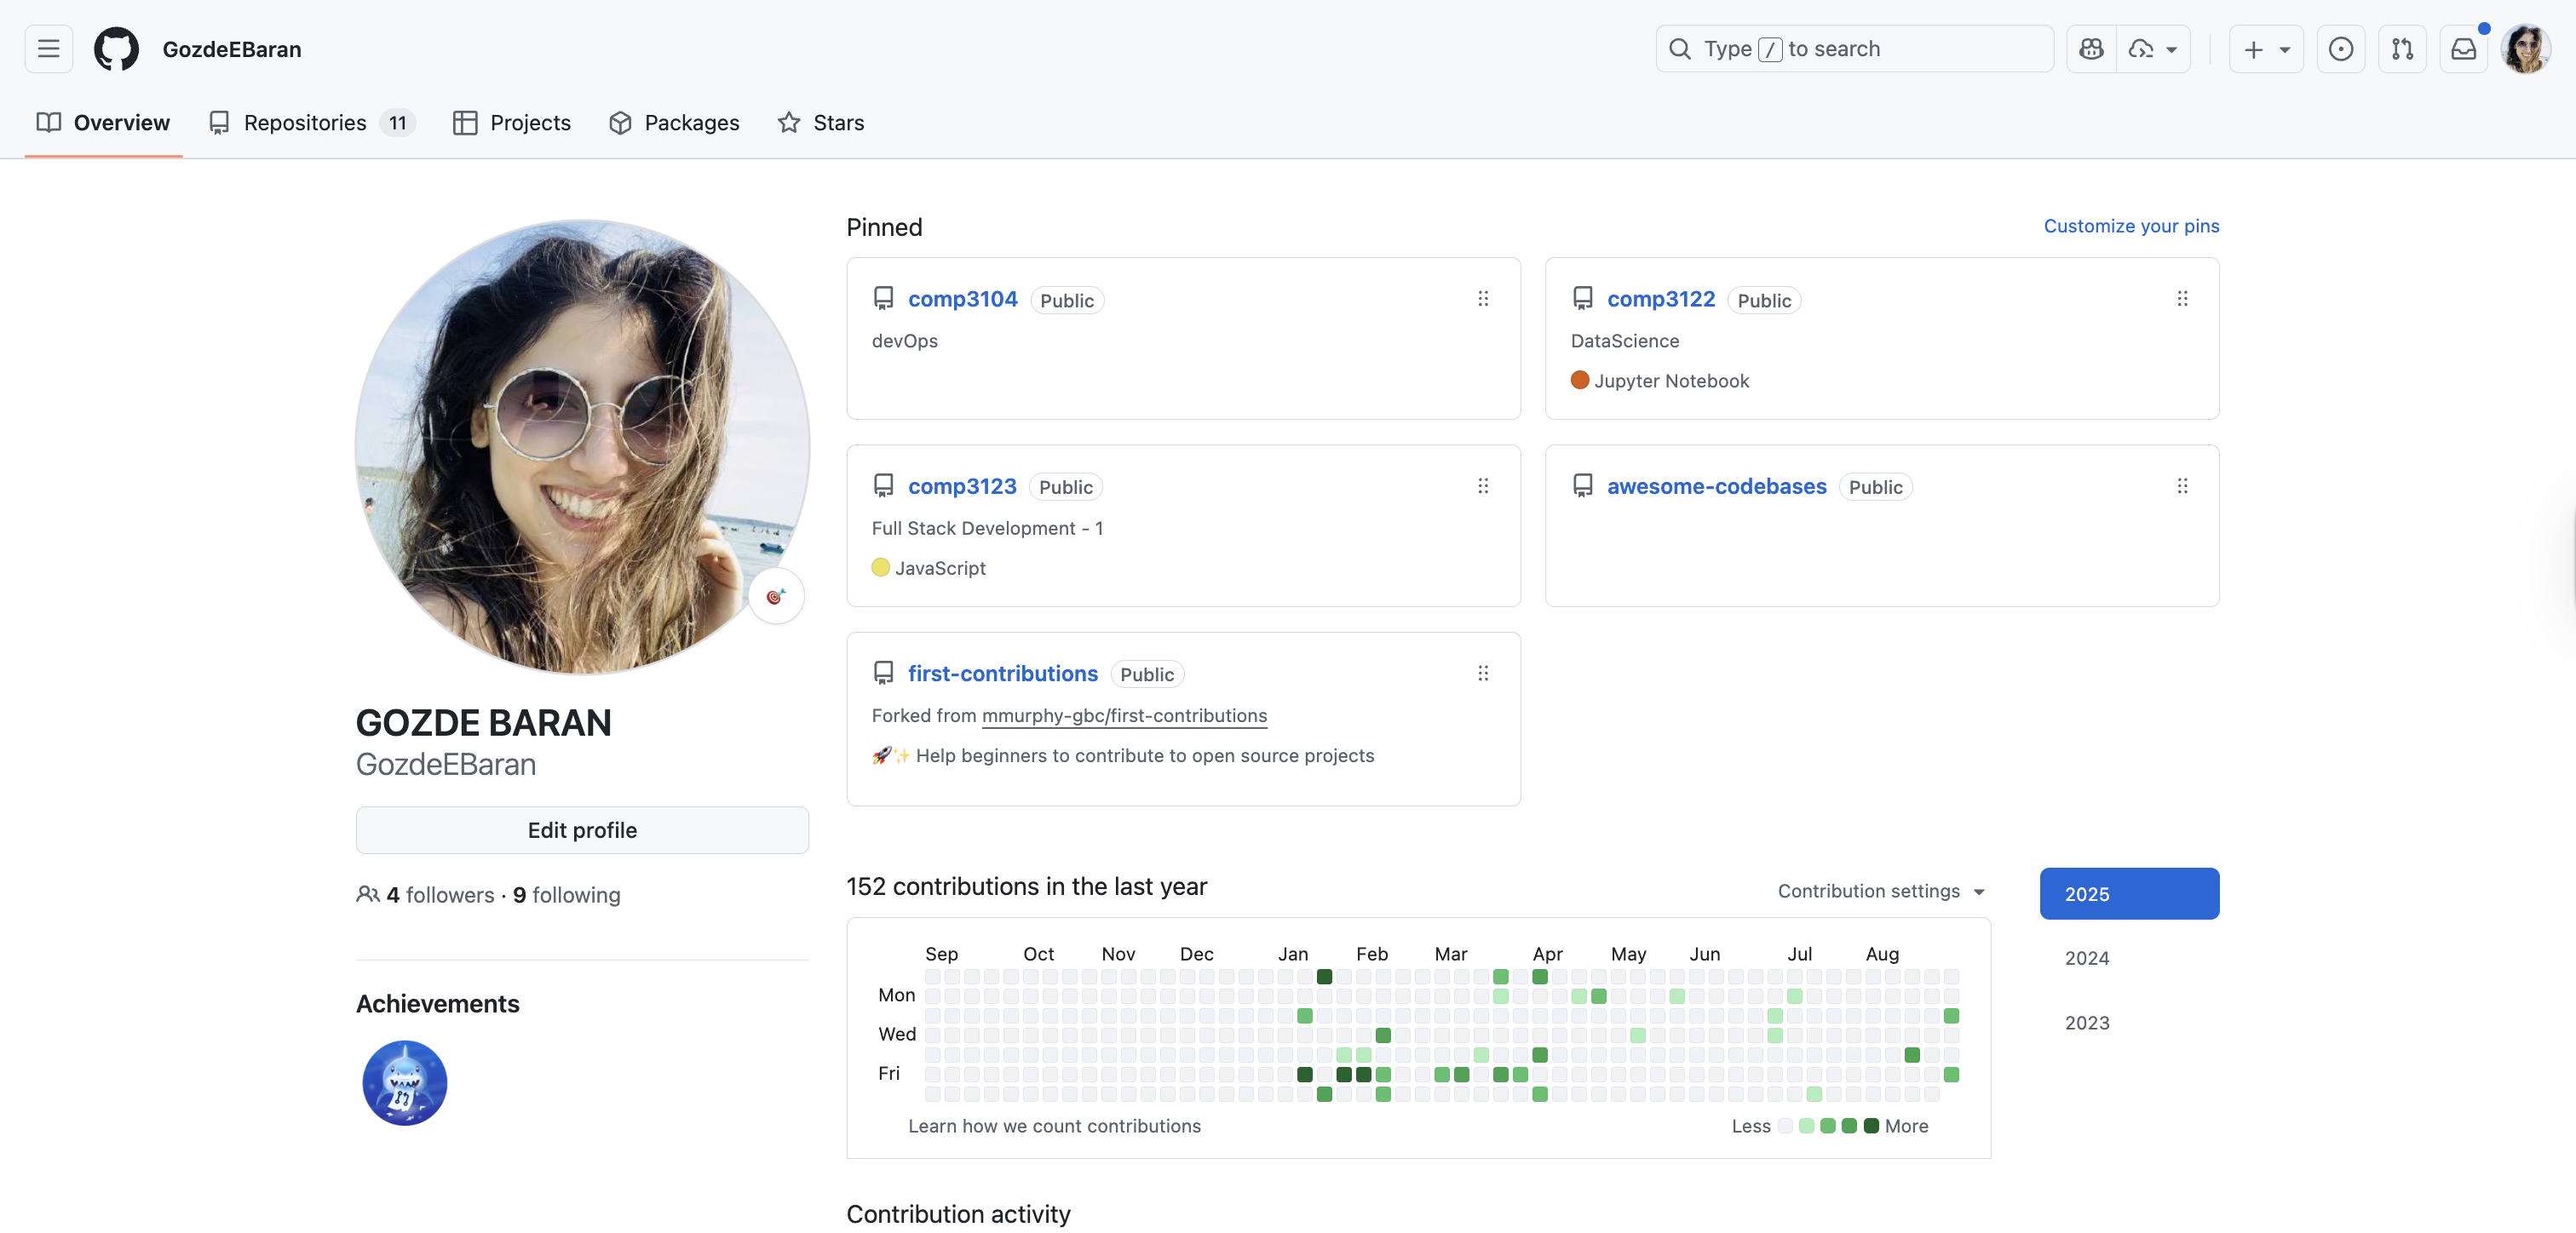 GozdeEBaran
Type / to search
Overview
Repositories 11
Projects
Packages
Stars
GOZDE BARAN
GozdeEBaran
Edit profile
4 followers · 9 following
Achievements
Pinned
Customize your pins
comp3104 Public
devOps
comp3122 Public
DataScience
Jupyter Notebook
comp3123 Public
Full Stack Development - 1
JavaScript
awesome-codebases Public
first-contributions Public
Forked from mmurphy-gbc/first-contributions
🚀✨ Help beginners to contribute to open source projects
152 contributions in the last year
Contribution settings
2025
2024
2023
Sep Oct Nov Dec Jan Feb Mar Apr May Jun Jul Aug
Mon
Wed
Fri
Learn how we count contributions
Less More
Contribution activity